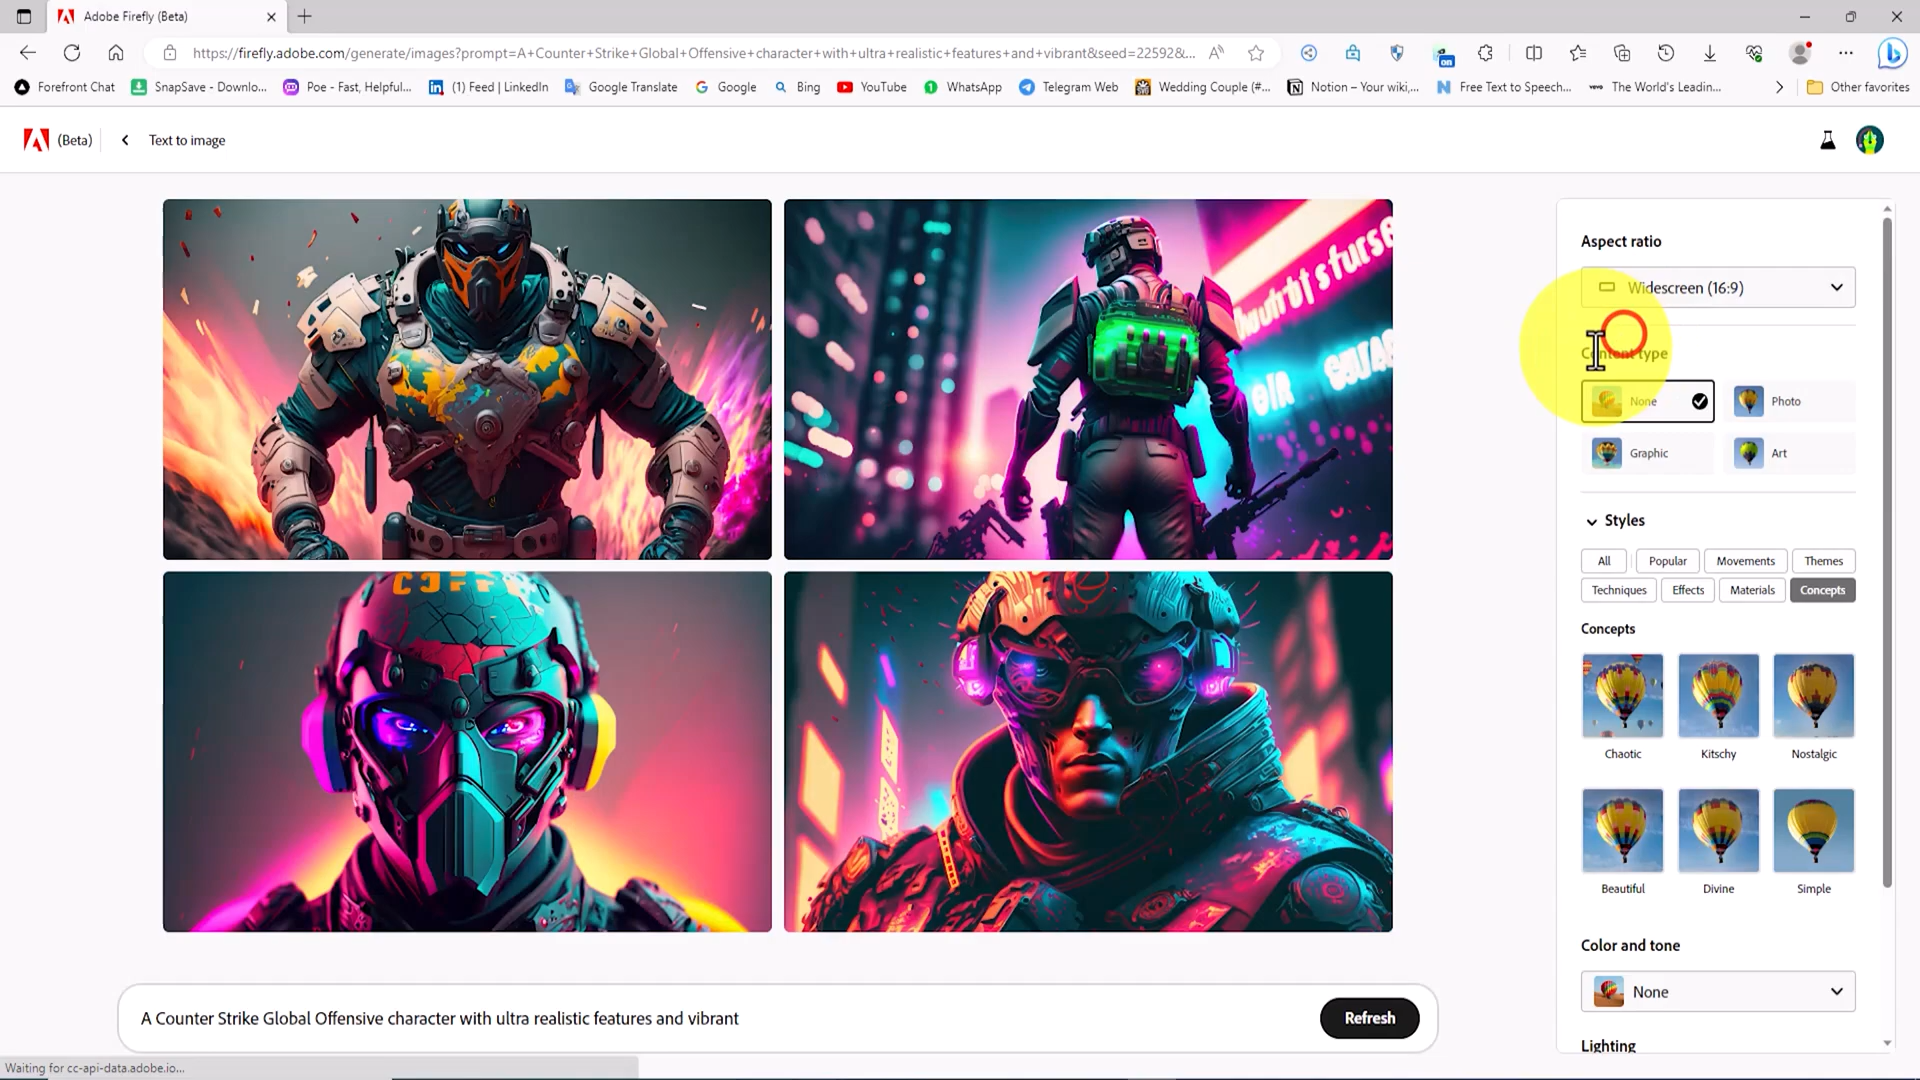 Adobe Firefly (Beta)
https://firefly.adobe.com/generate/images?prompt=A+Counter+Strike+Global+Offensive+character+with+ultra+realistic+features+and+vibrant&seed=22592&...
on
Forefront Chat
SnapSave - Downlo...
Poe - Fast, Helpful...
(1) Feed | LinkedIn
Google Translate
Google
Bing
YouTube
WhatsApp
Telegram Web
Wedding Couple (#...
Notion – Your wiki,...
Free Text to Speech...
The World's Leadin...
Other favorites
(Beta)
Text to image
Aspect ratio
Widescreen (16:9)
Content type
None
Photo
Graphic
Art
Styles
All
Popular
Movements
Themes
Techniques
Effects
Materials
Concepts
Concepts
Chaotic
Kitschy
Nostalgic
Beautiful
Divine
Simple
Color and tone
None
Lighting
A Counter Strike Global Offensive character with ultra realistic features and vibrant
Refresh
Waiting for cc-api-data.adobe.io...